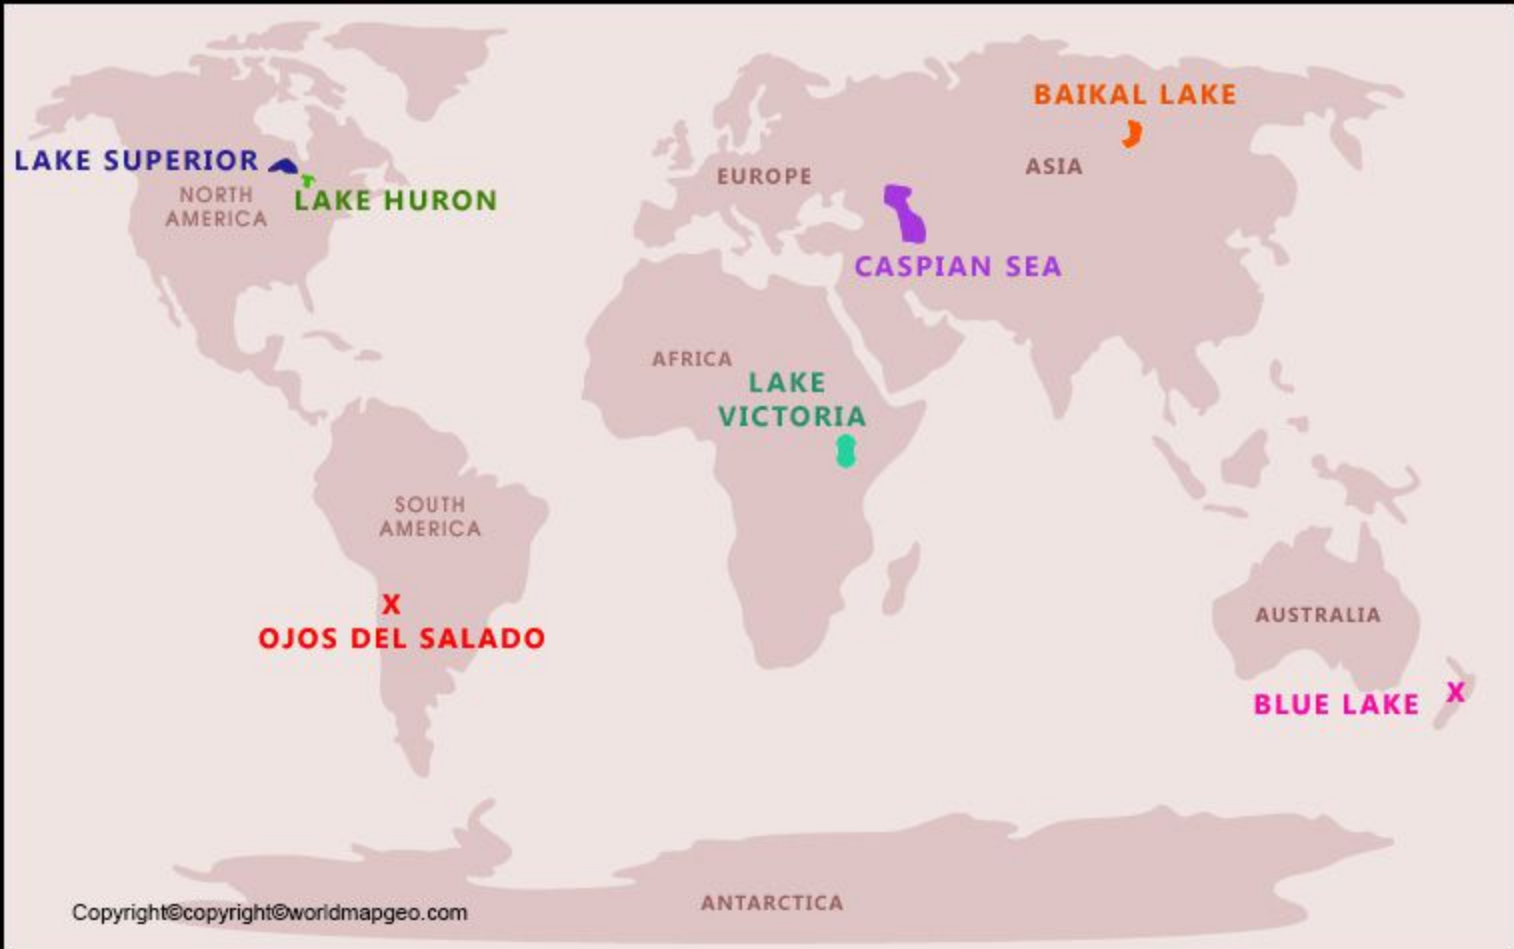 BAIKAL LAKE
LAKE SUPERIOR
EUROPE
ASIA
NORTH
AMERICA
LAKE HURON
CASPIAN SEA
AFRICA
LAKE
VICTORIA
SOUTH
AMERICA
X
OJOS DEL SALADO
AUSTRALIA
BLUE LAKE X
ANTARCTICA
Copyright©copyright©worldmapgeo.com